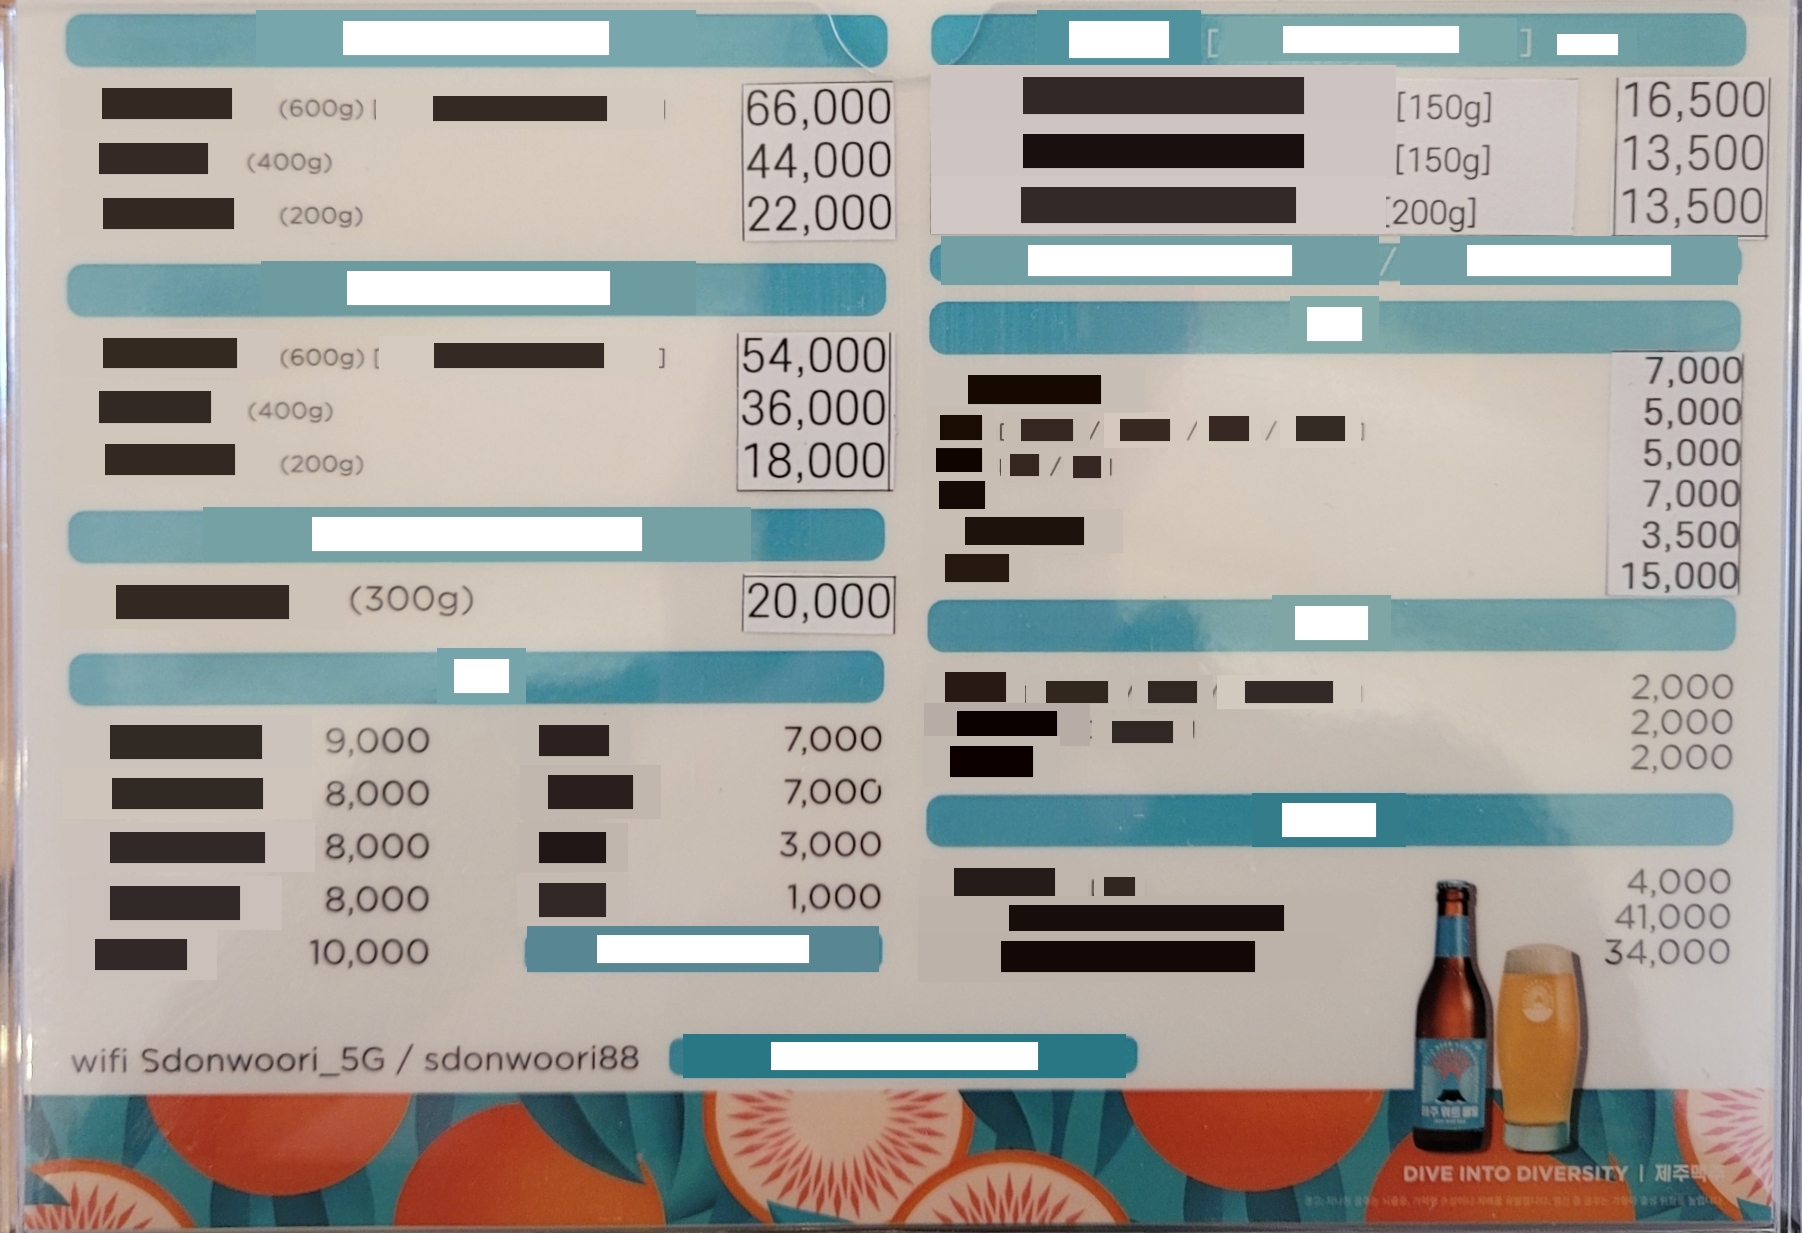 (600g) [
66,000
(400g)
44,000
(200g)
22,000
(600g) [ ]
54,000
(400g)
36,000
(200g)
18,000
(300g)
20,000
9,000 7,000
8,000 7,000
8,000 3,000
8,000 1,000
10,000
[ ]
[150g] 16,500
[150g] 13,500
[200g] 13,500
/
7,000
[ / / / ] 5,000
/ 5,000
7,000
3,500
15,000
2,000
2,000
2,000
4,000
41,000
34,000
wifi Sdonwoori_5G / sdonwoori88
DIVE INTO DIVERSITY | 제주맥주